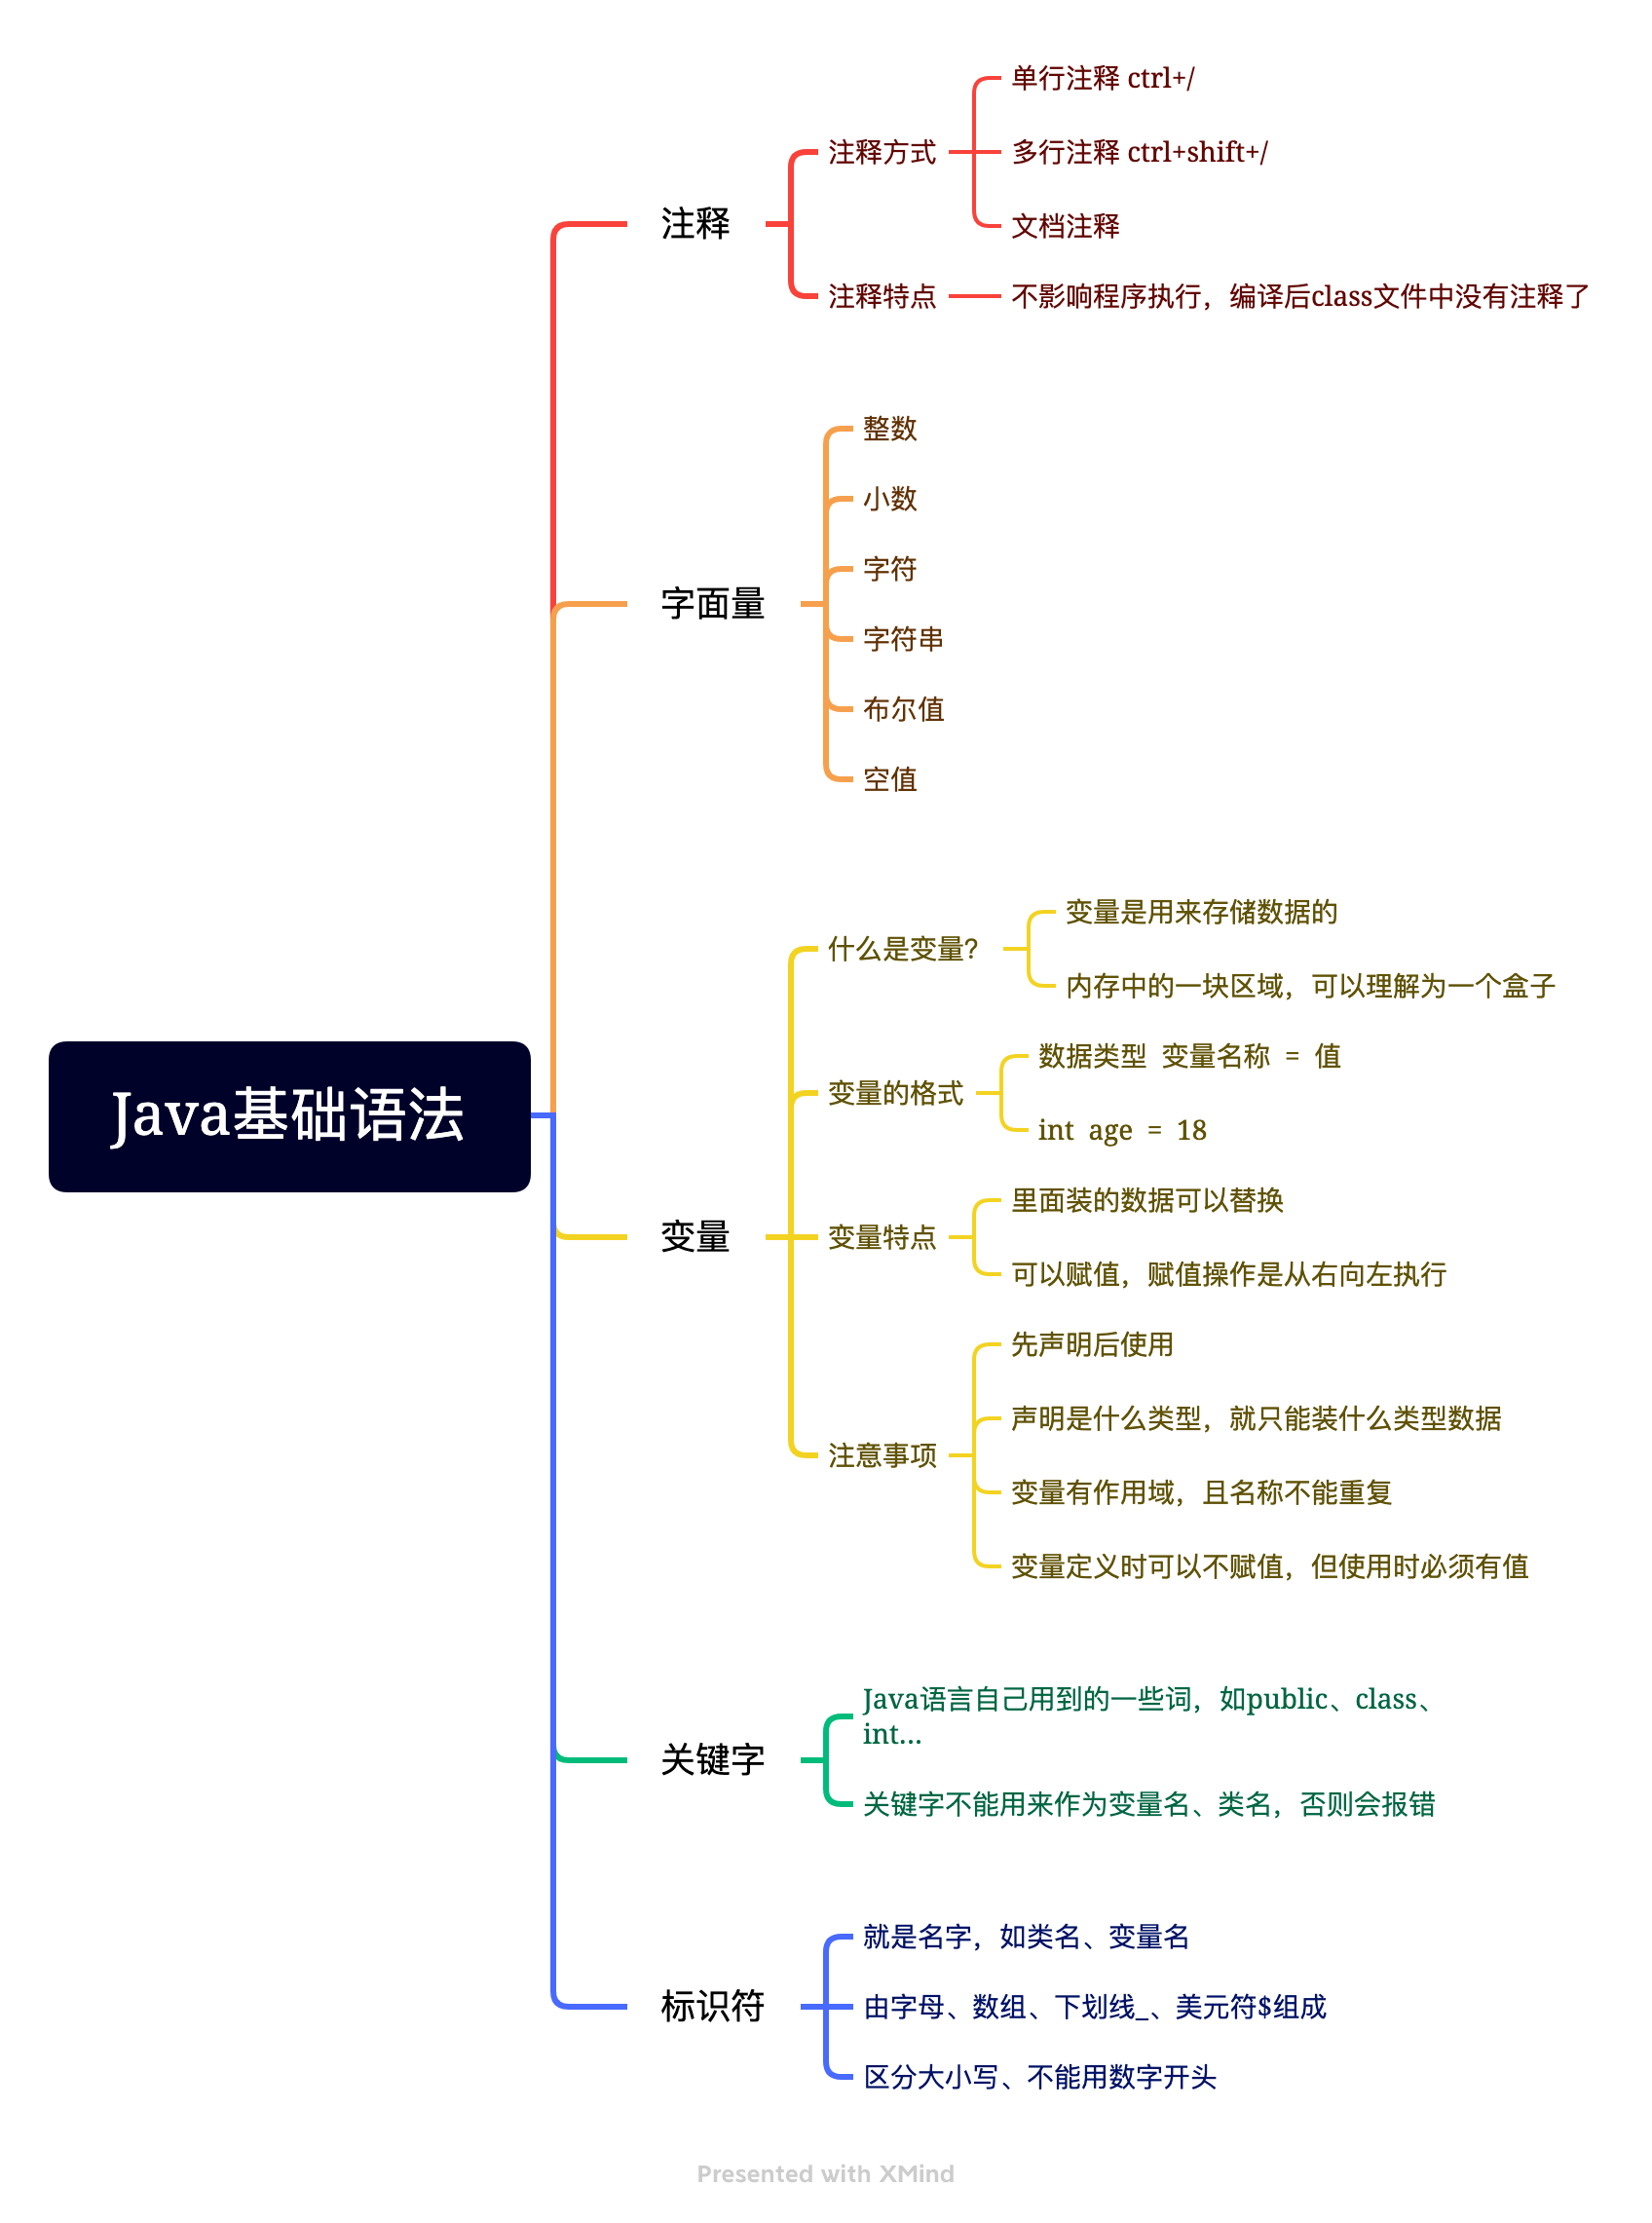 单行注释 ctrl+/
注释方式
多行注释 ctrl+shift+/
注释
文档注释
注释特点
不影响程序执行，编译后class文件中没有注释了
整数
小数
字符
字面量
字符串
布尔值
空值
变量是用来存储数据的
什么是变量?
内存中的一块区域，可以理解为一个盒子
数据类型 变量名称 = 值
变量的格式
int age = 18
Java基础语法
里面装的数据可以替换
变量
变量特点
可以赋值，赋值操作是从右向左执行
先声明后使用
声明是什么类型，就只能装什么类型数据
注意事项
变量有作用域，且名称不能重复
变量定义时可以不赋值，但使用时必须有值
Java语言自己用到的一些词，如public、class、
int...
关键字
关键字不能用来作为变量名、类名，否则会报错
就是名字，如类名、变量名
标识符
由字母、数组、下划线_、美元符$组成
区分大小写、不能用数字开头
Presented with XMind